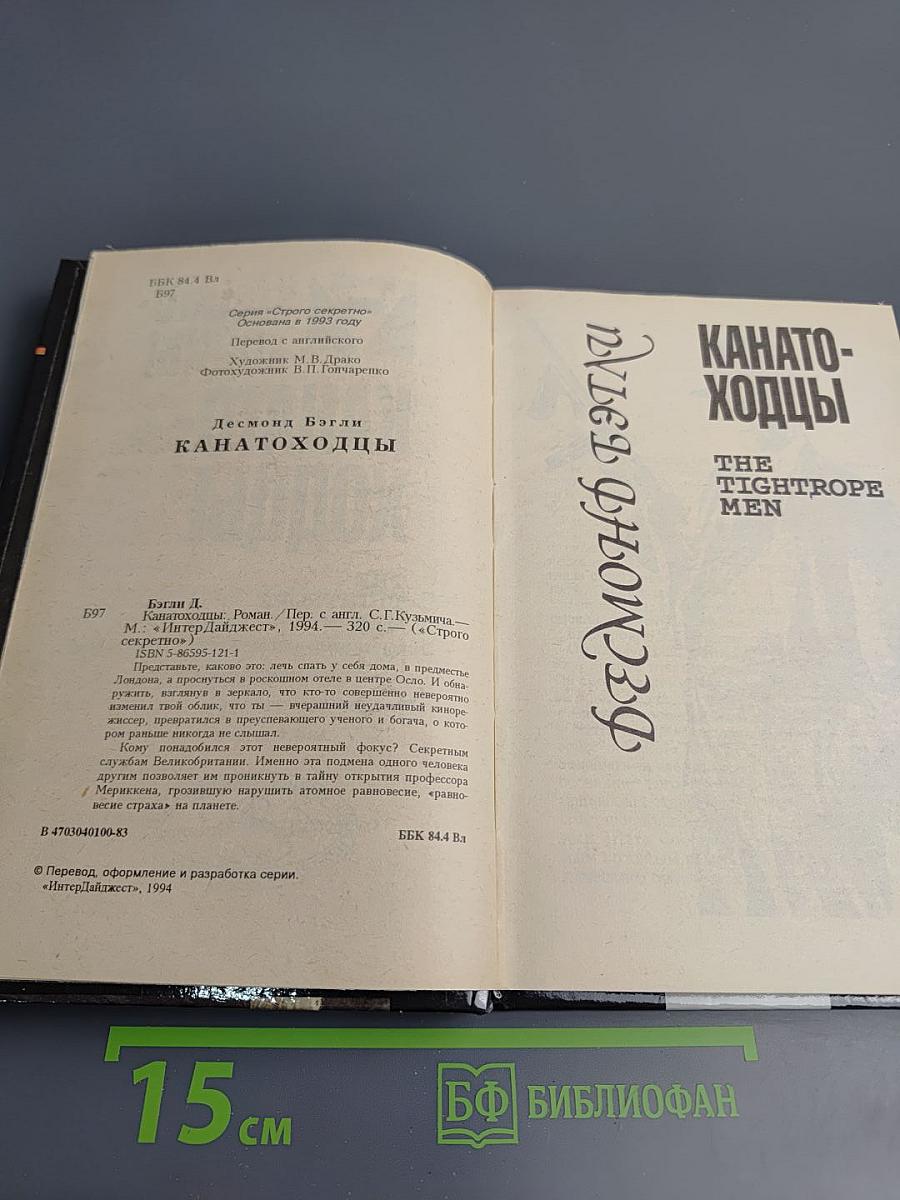 ББК 84.4 Вл
Б97
Серия «Строго секретно»
Основана в 1993 году
Перевод с английского
Художник М. В. Драко
Фотохудожник В. П. Гончаренко
Десмонд Бэгли
КАНАТОХОДЦЫ
Бэгли Д.
Б97 Канатоходцы: Роман. / Пер. с англ. С. Г. Кузьмича.—
М.: «ИнтерДайджест», 1994.— 320 с.— («Строго
секретно»)
ISBN 5-86595-121-1
Представьте, каково это: лечь спать у себя дома, в предместье
Лондона, а проснуться в роскошном отеле в центре Осло. И обна-
ружить, взглянув в зеркало, что кто-то совершенно невероятно
изменил твой облик, что ты — вчерашний неудачливый киноре-
жиссер, превратился в преуспевающего ученого и богача, о кото-
ром раньше никогда не слышал.
Кому понадобился этот невероятный фокус? Секретным
службам Великобритании. Именно эта подмена одного человека
другим позволяет им проникнуть в тайну открытия профессора
Мериккена, грозившую нарушить атомное равновесие, «равно-
весие страха» на планете.
В 4703040100-83 ББК 84.4 Вл
© Перевод, оформление и разработка серии.
«ИнтерДайджест», 1994
ДЕСМОНД БЭГЛИ
КАНАТО-
ХОДЦЫ
THE
TIGHTROPE
MEN
15 см
БФ БИБЛИОФАН